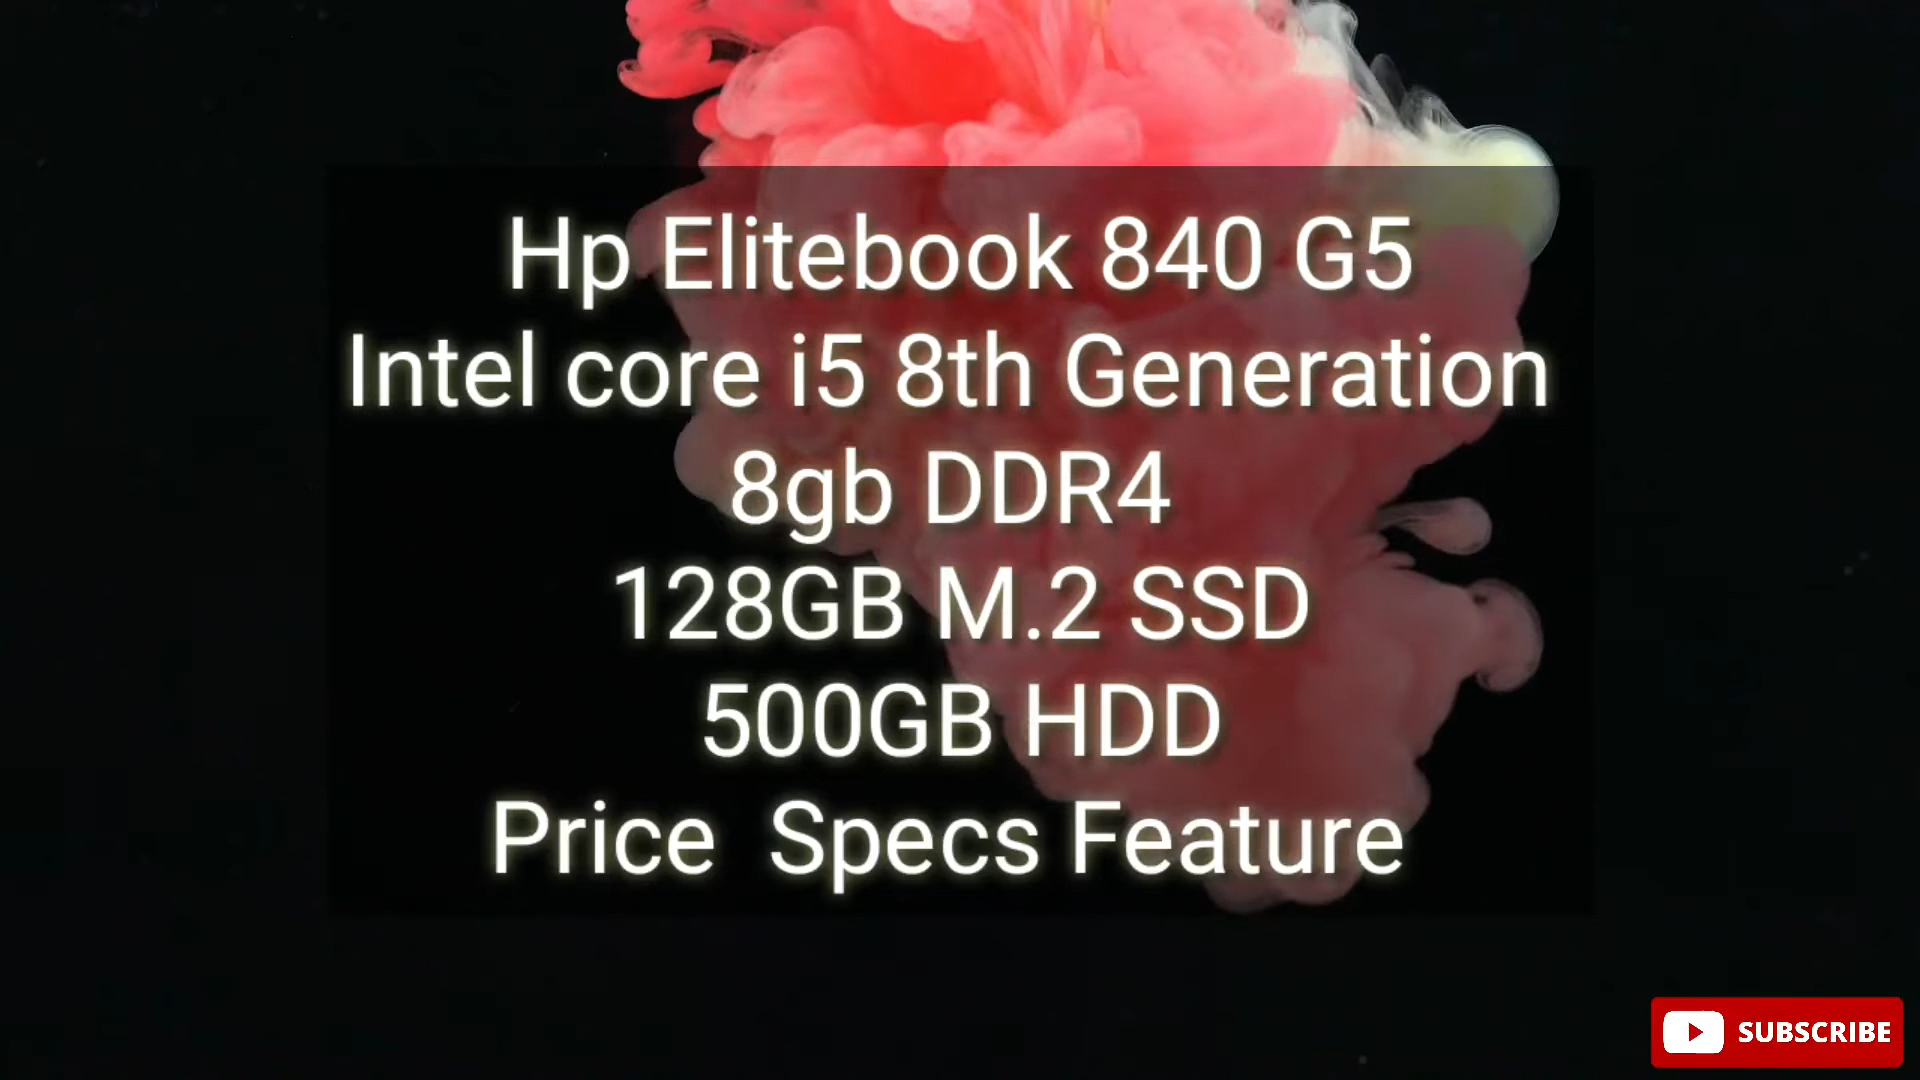 Hp Elitebook 840 G5
Intel core i5 8th Generation
8gb DDR4
128GB M.2 SSD
500GB HDD
Price  Specs Feature
SUBSCRIBE